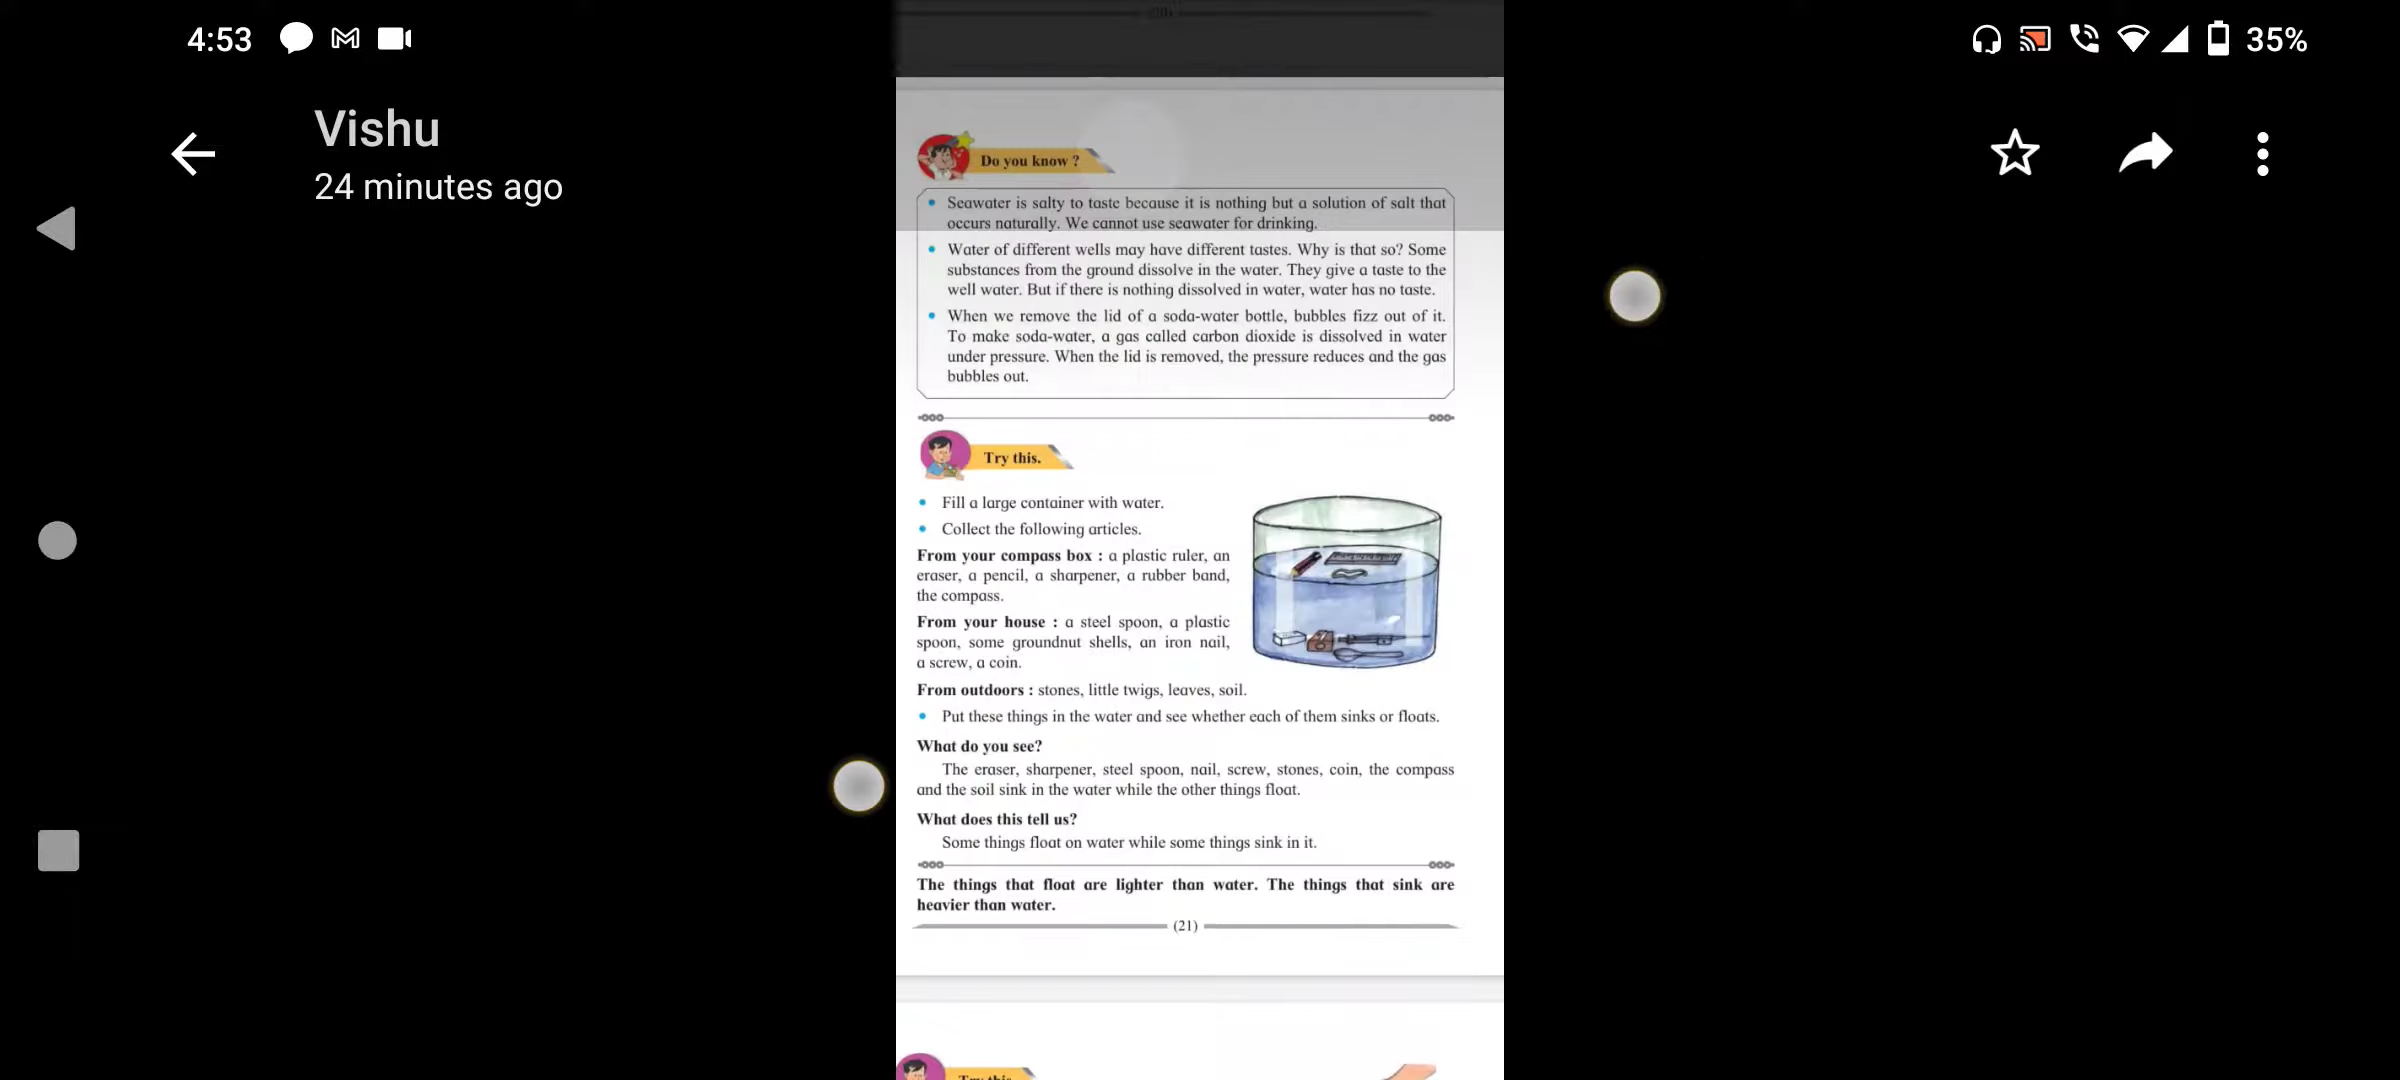 4:53
35%
Vishu
24 minutes ago
Do you know ?
• Seawater is salty to taste because it is nothing but a solution of salt that
occurs naturally. We cannot use seawater for drinking.
• Water of different wells may have different tastes. Why is that so? Some
substances from the ground dissolve in the water. They give a taste to the
well water. But if there is nothing dissolved in water, water has no taste.
• When we remove the lid of a soda-water bottle, bubbles fizz out of it.
To make soda-water, a gas called carbon dioxide is dissolved in water
under pressure. When the lid is removed, the pressure reduces and the gas
bubbles out.
Try this.
• Fill a large container with water.
• Collect the following articles.
From your compass box : a plastic ruler, an
eraser, a pencil, a sharpener, a rubber band,
the compass.
From your house : a steel spoon, a plastic
spoon, some groundnut shells, an iron nail,
a screw, a coin.
From outdoors : stones, little twigs, leaves, soil.
• Put these things in the water and see whether each of them sinks or floats.
What do you see?
The eraser, sharpener, steel spoon, nail, screw, stones, coin, the compass
and the soil sink in the water while the other things float.
What does this tell us?
Some things float on water while some things sink in it.
The things that float are lighter than water. The things that sink are
heavier than water.
(21)
Try this